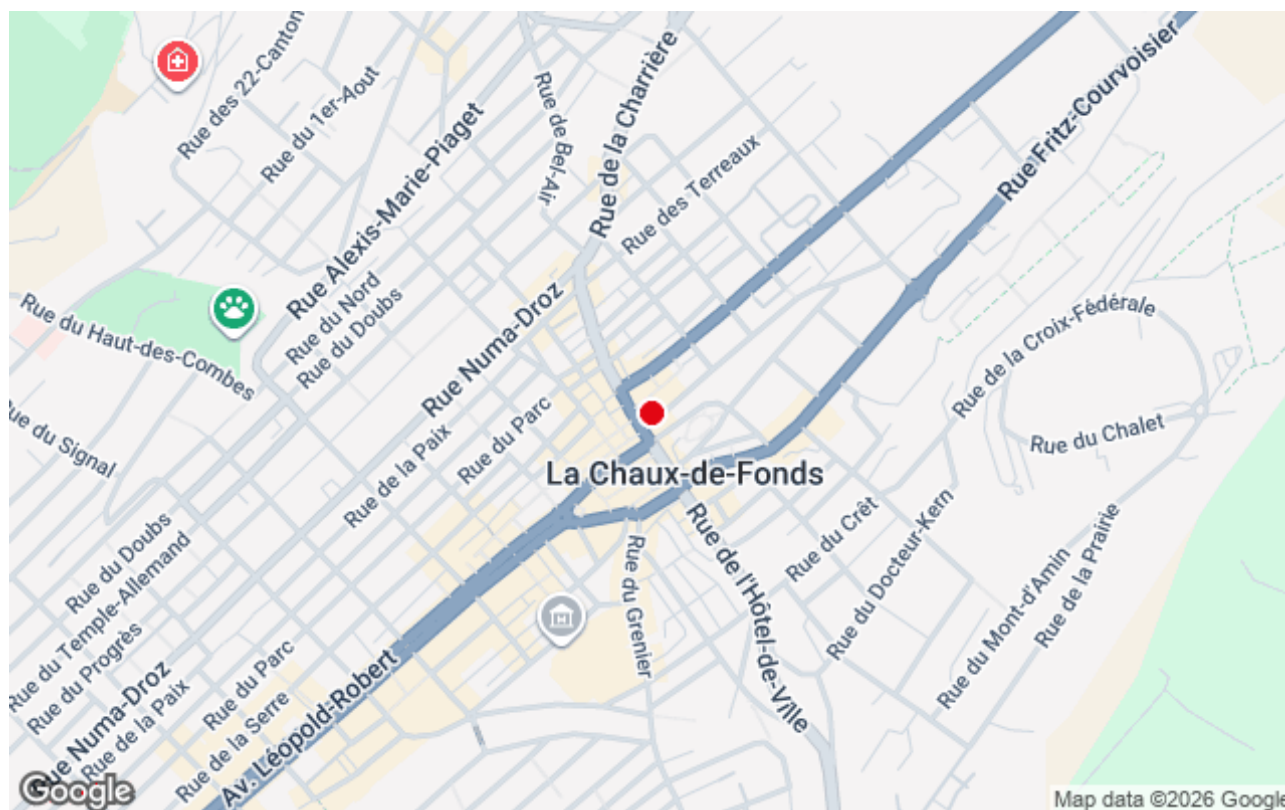 Rue des 22-Canton
Rue du 1er-Aout
Rue Alexis-Marie-Piaget
Rue de Bel-Air
Rue de la Charrière
Rue des Terreaux
Rue Fritz-Courvoisier
Rue du Haut-des-Combes
Rue du Nord
Rue du Doubs
Rue Numa-Droz
Rue de la Croix-Fédérale
Rue du Signal
Rue de la Paix
Rue du Parc
Rue du Chalet
La Chaux-de-Fonds
Rue du Doubs
Rue du Temple-Allemand
Rue du Progrès
Rue Numa-Droz
Rue de la Paix
Rue du Parc
Rue de la Serre
Av. Léopold-Robert
Rue du Grenier
Rue de l'Hôtel-de-Ville
Rue du Crêt
Rue du Docteur-Kern
Rue du Mont-d'Amin
Rue de la Prairie
Google
Map data ©2026 Google